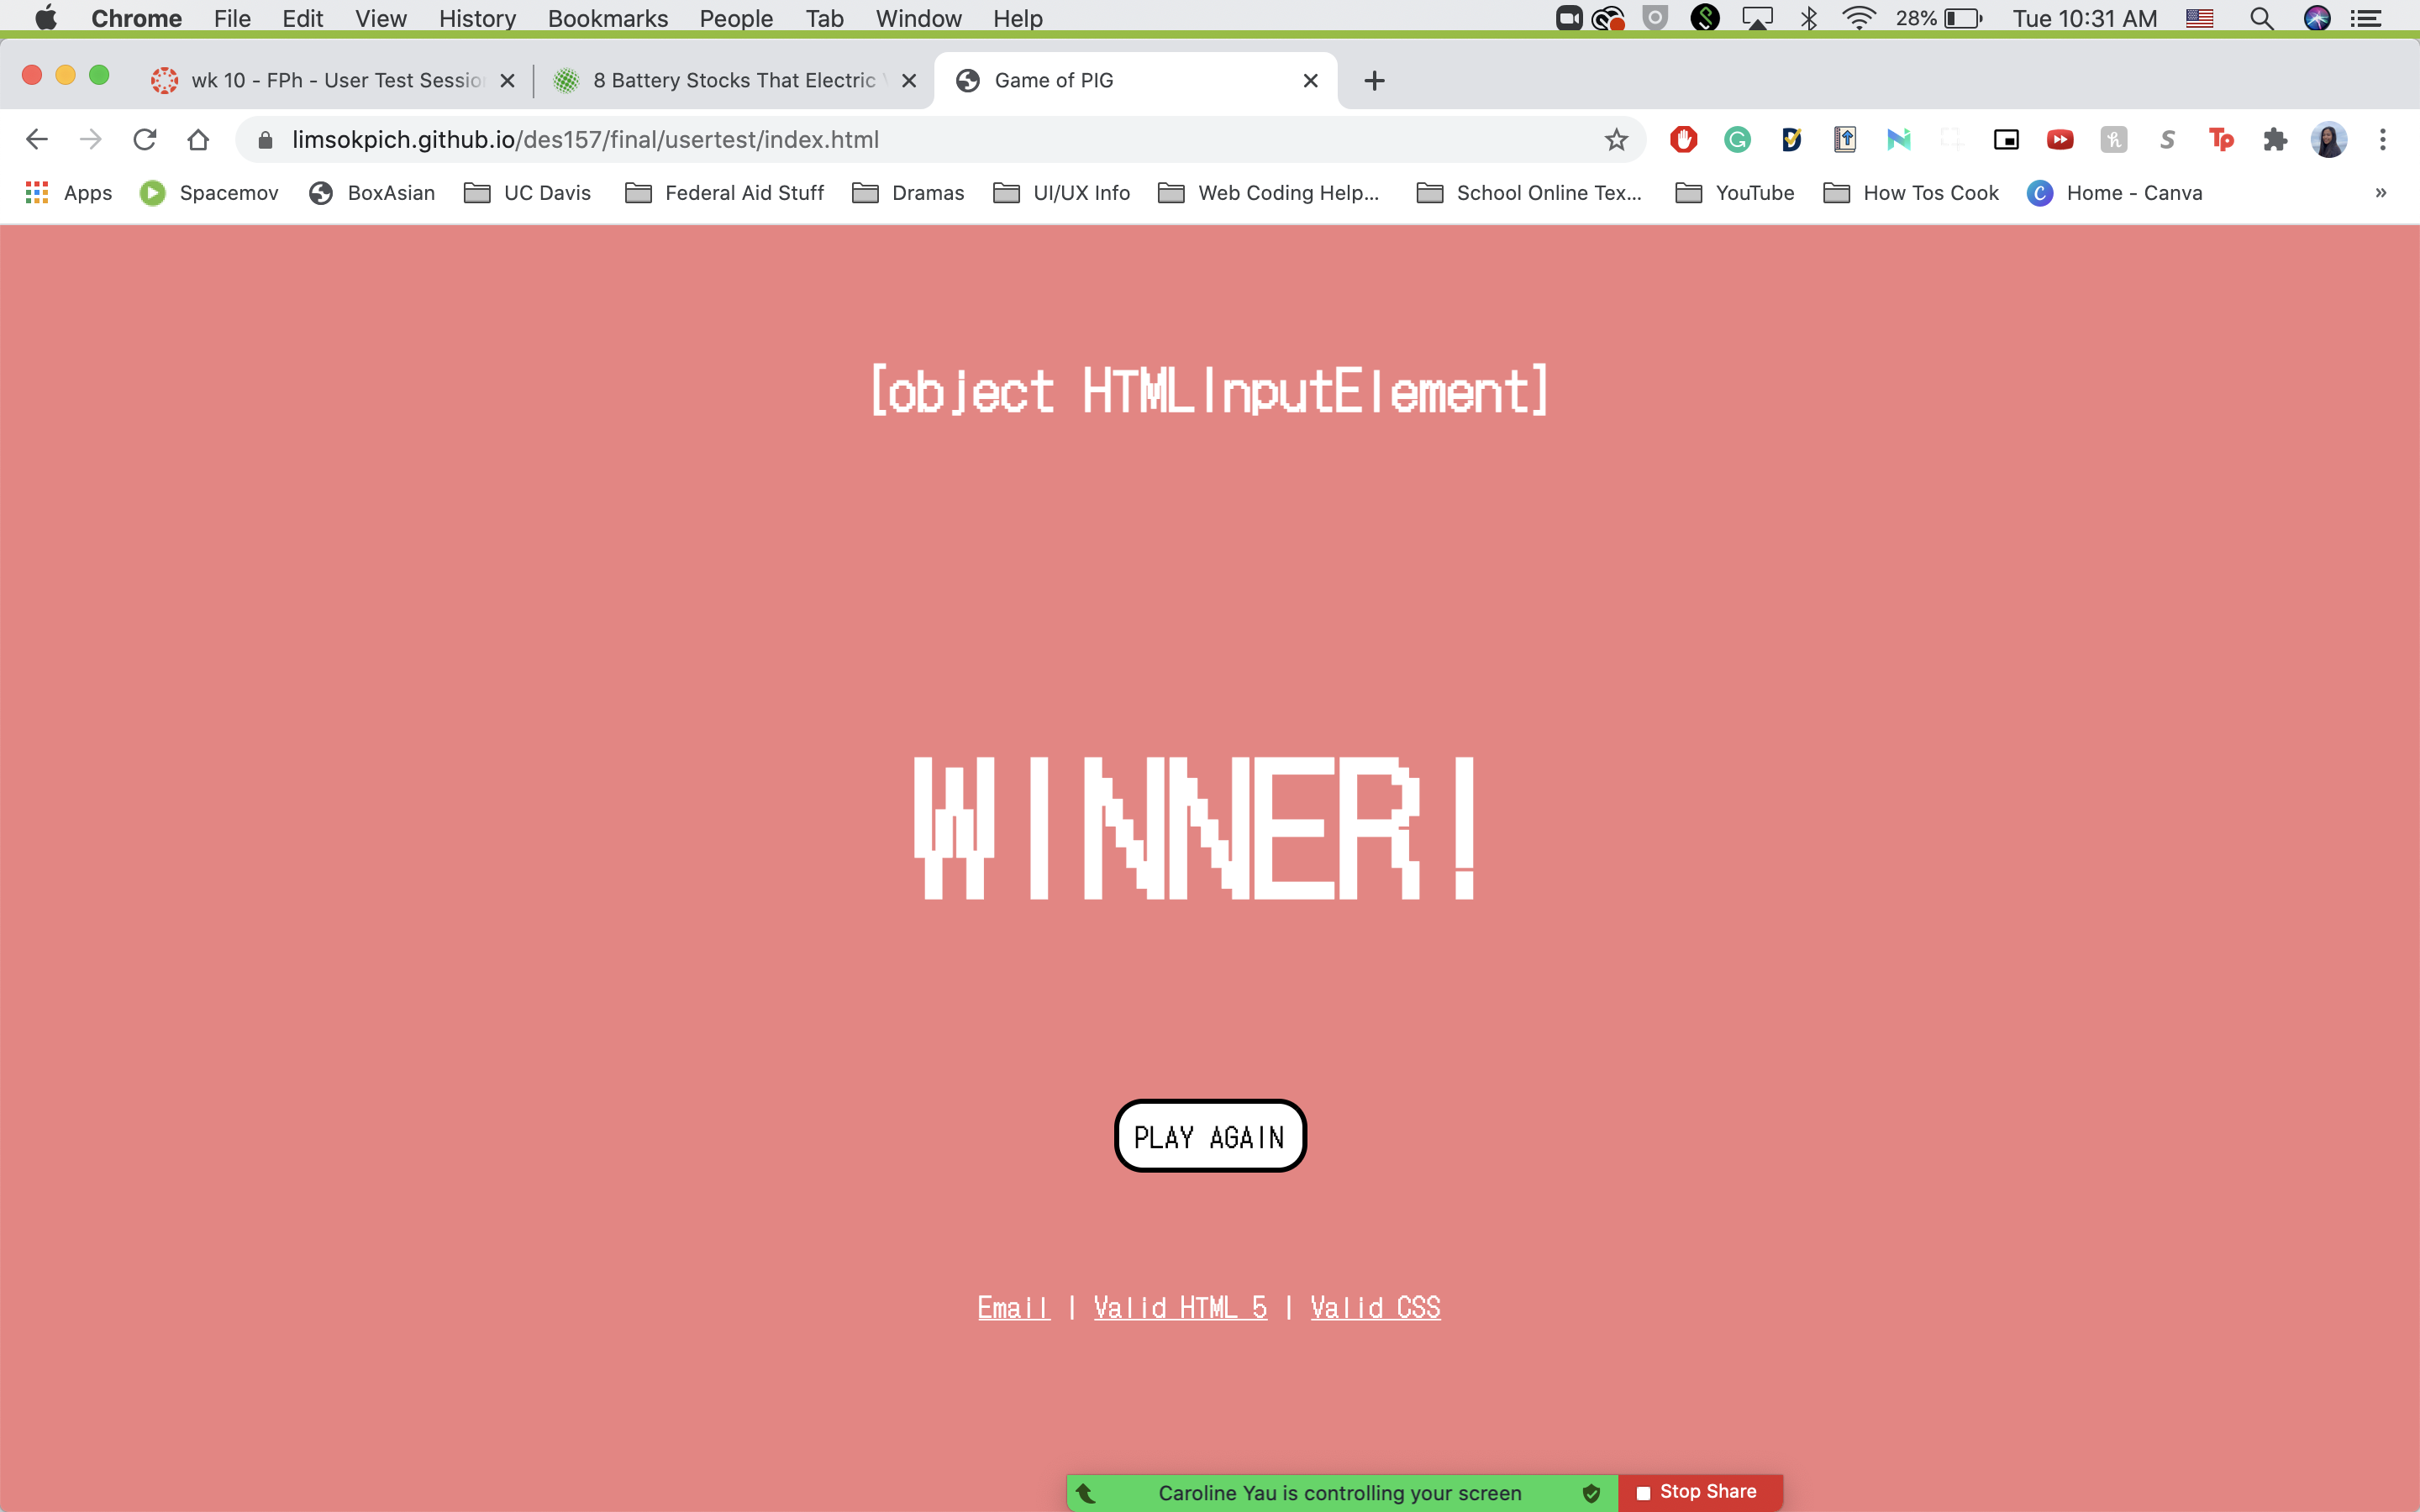 Chrome File Edit View History Bookmarks People Tab Window Help 28% Tue 10:31 AM
wk 10 - FPh - User Test Session 8 Battery Stocks That Electric Game of PIG
limsokpich.github.io/des157/final/usertest/index.html
Apps Spacemov BoxAsian UC Davis Federal Aid Stuff Dramas UI/UX Info Web Coding Help... School Online Tex... YouTube How Tos Cook Home - Canva »
[object HTMLInputElement]
WINNER!
PLAY AGAIN
Email | Valid HTML 5 | Valid CSS
Caroline Yau is controlling your screen Stop Share